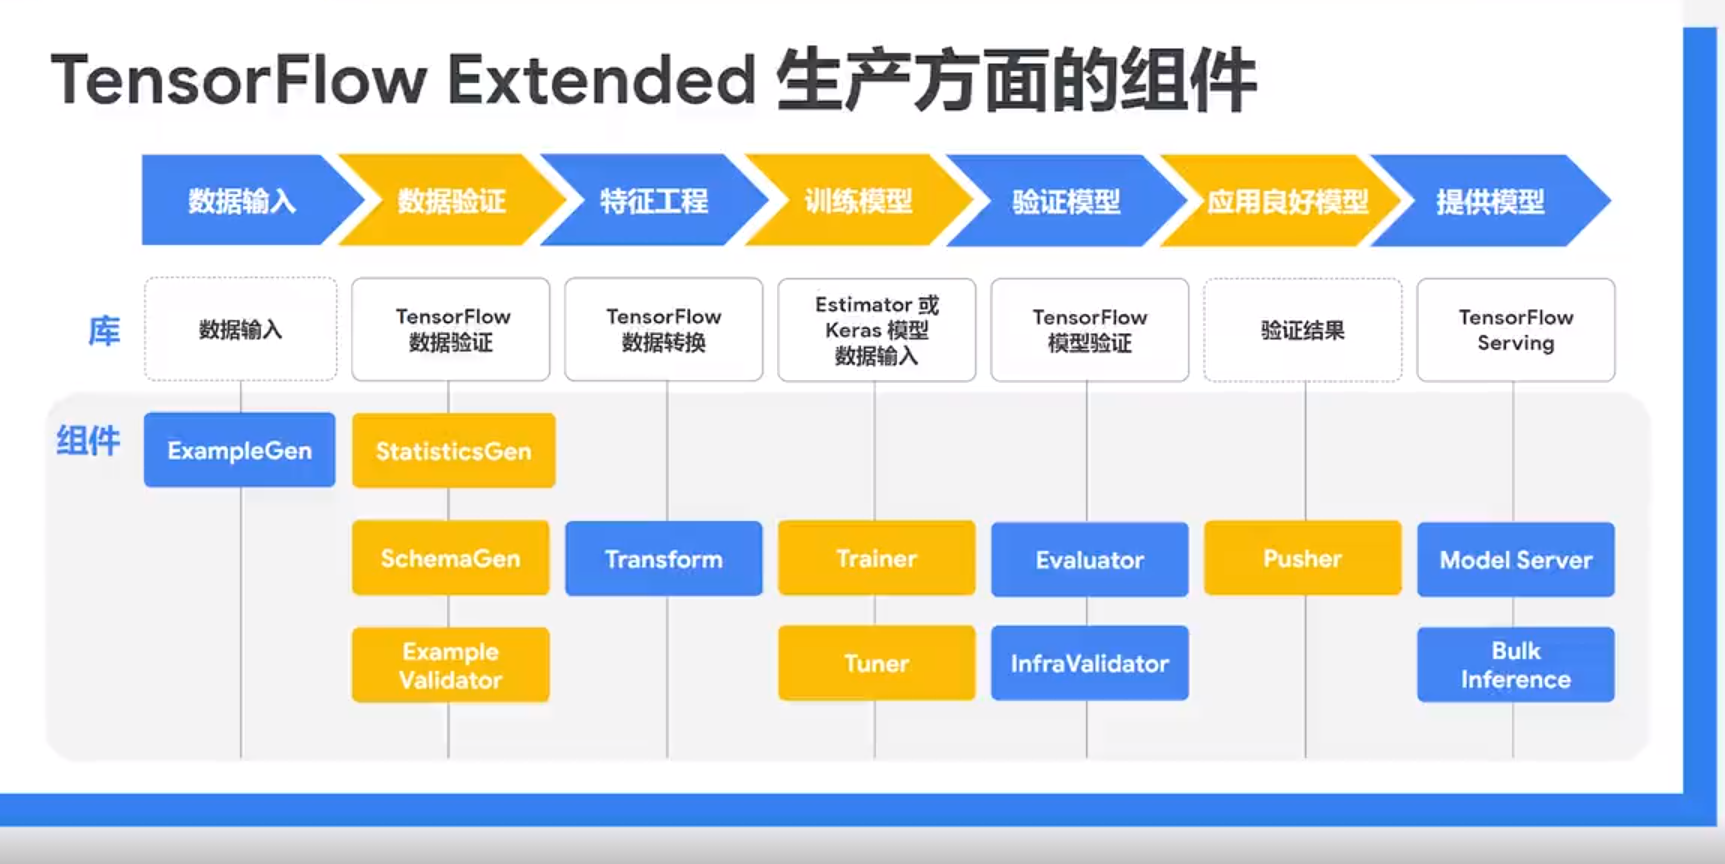 TensorFlow Extended 生产方面的组件
数据输入
数据验证
特征工程
训练模型
验证模型
应用良好模型
提供模型
库
数据输入
TensorFlow
数据验证
TensorFlow
数据转换
Estimator 或
Keras 模型
数据输入
TensorFlow
模型验证
验证结果
TensorFlow
Serving
组件
ExampleGen
StatisticsGen
SchemaGen
Transform
Trainer
Evaluator
Pusher
Model Server
Example
Validator
Tuner
InfraValidator
Bulk
Inference